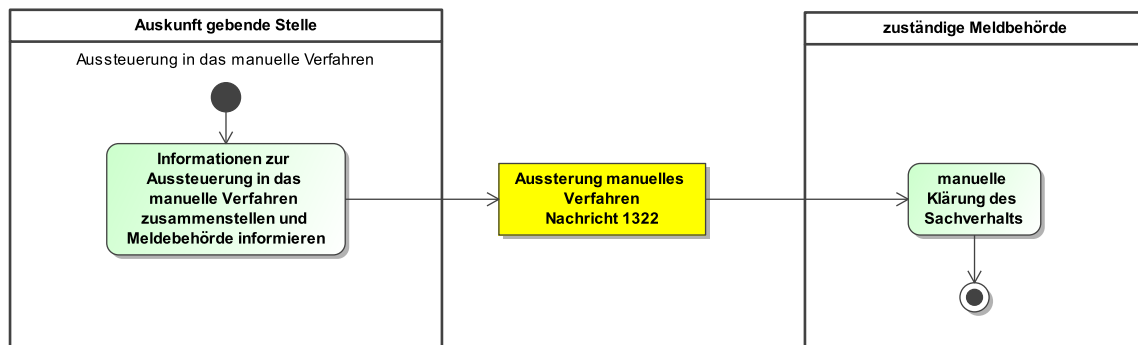 Auskunft gebende Stelle
Aussteuerung in das manuelle Verfahren
Informationen zur
Aussteuerung in das
manuelle Verfahren
zusammenstellen und
Meldebehörde informieren
Aussterung manuelles
Verfahren
Nachricht 1322
zuständige Meldbehörde
manuelle
Klärung des
Sachverhalts